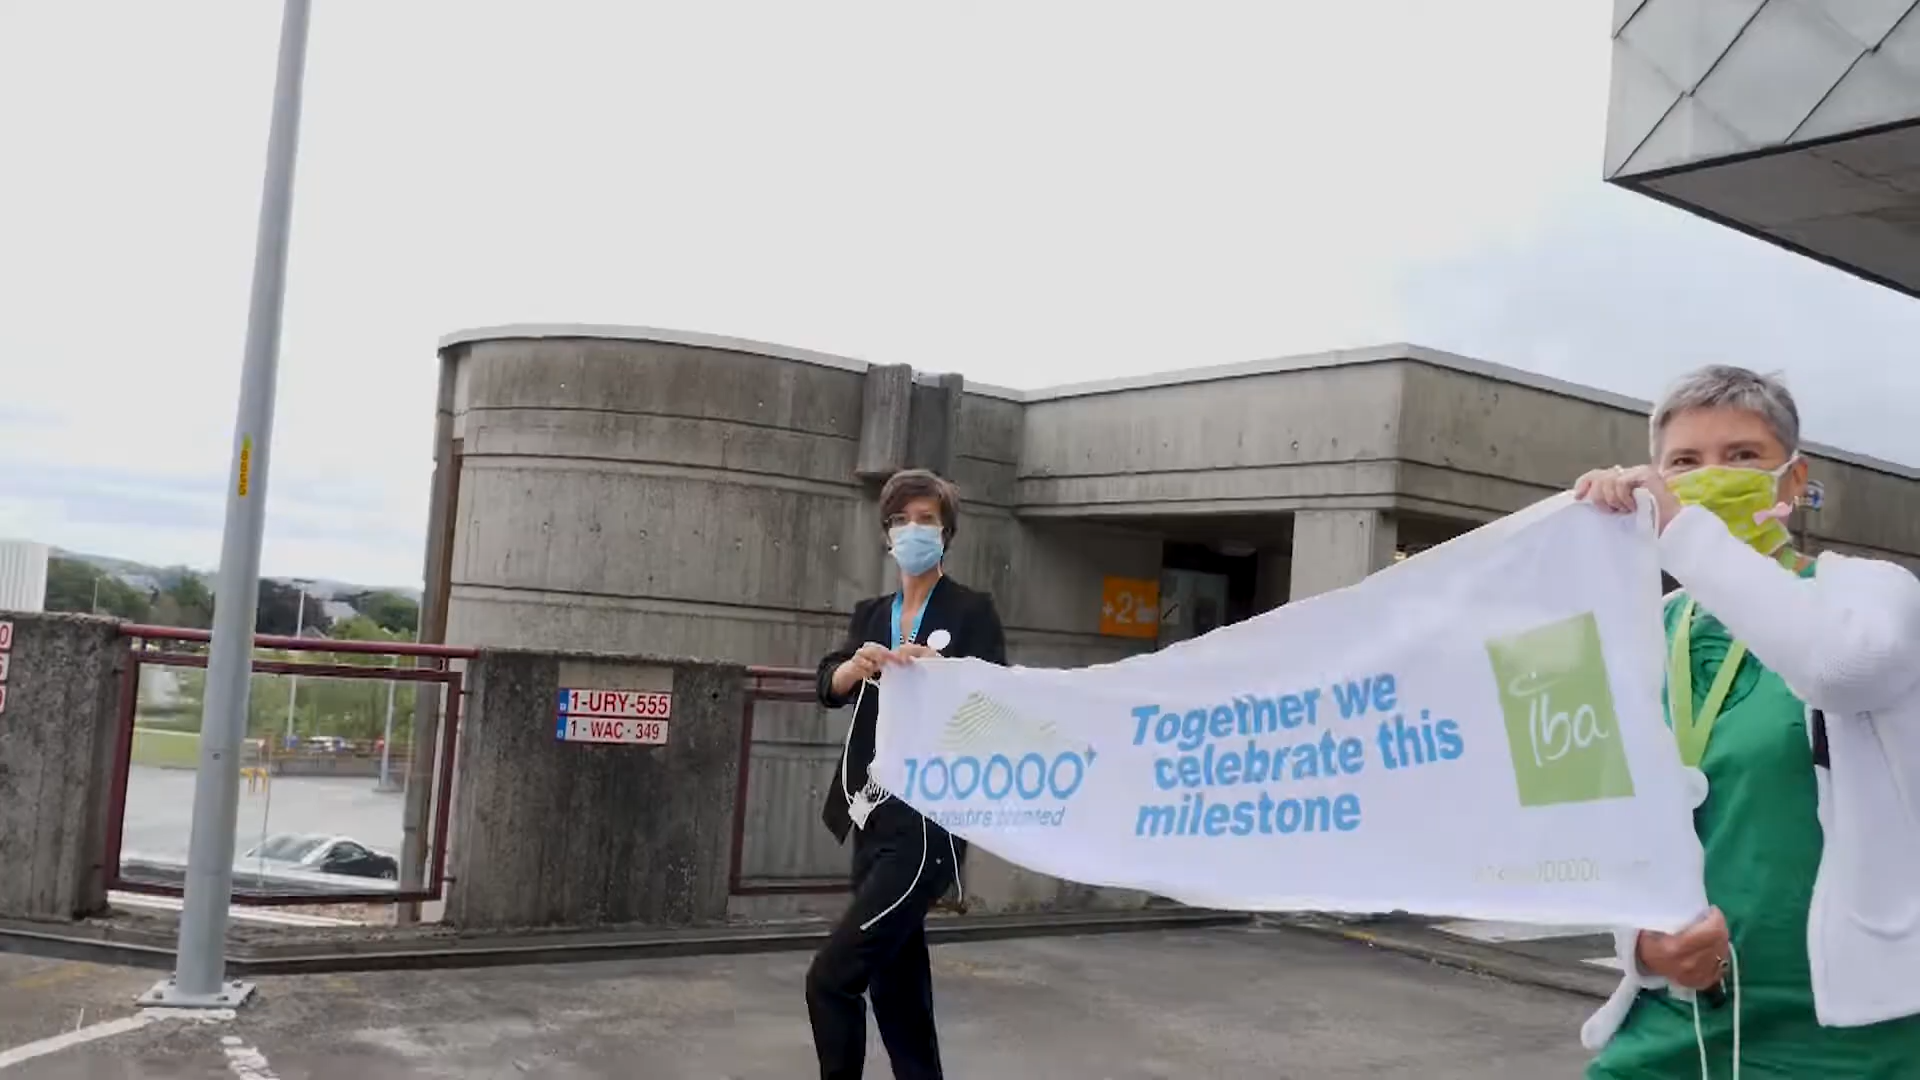 +2
1-URY-555
1-WAC-349
100000+
Together we
celebrate this
milestone
iba